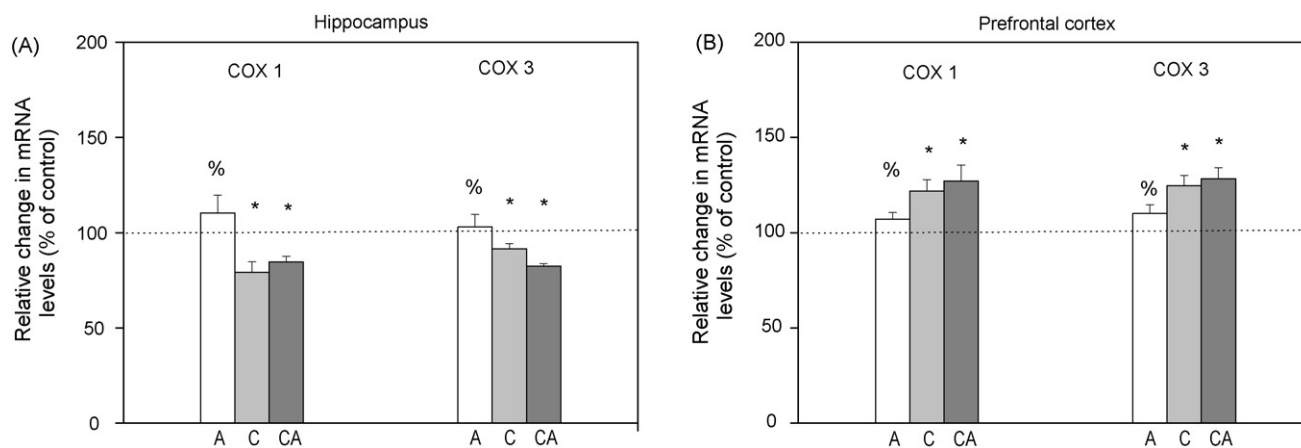 Hippocampus
(A)
200
150
100
50
0
Relative change in mRNA
levels (% of control)
COX 1
COX 3
%
*
*
%
*
*
A C CA
A C CA
Prefrontal cortex
(B)
200
150
100
50
0
Relative change in mRNA
levels (% of control)
COX 1
COX 3
%
*
*
%
*
*
A C CA
A C CA